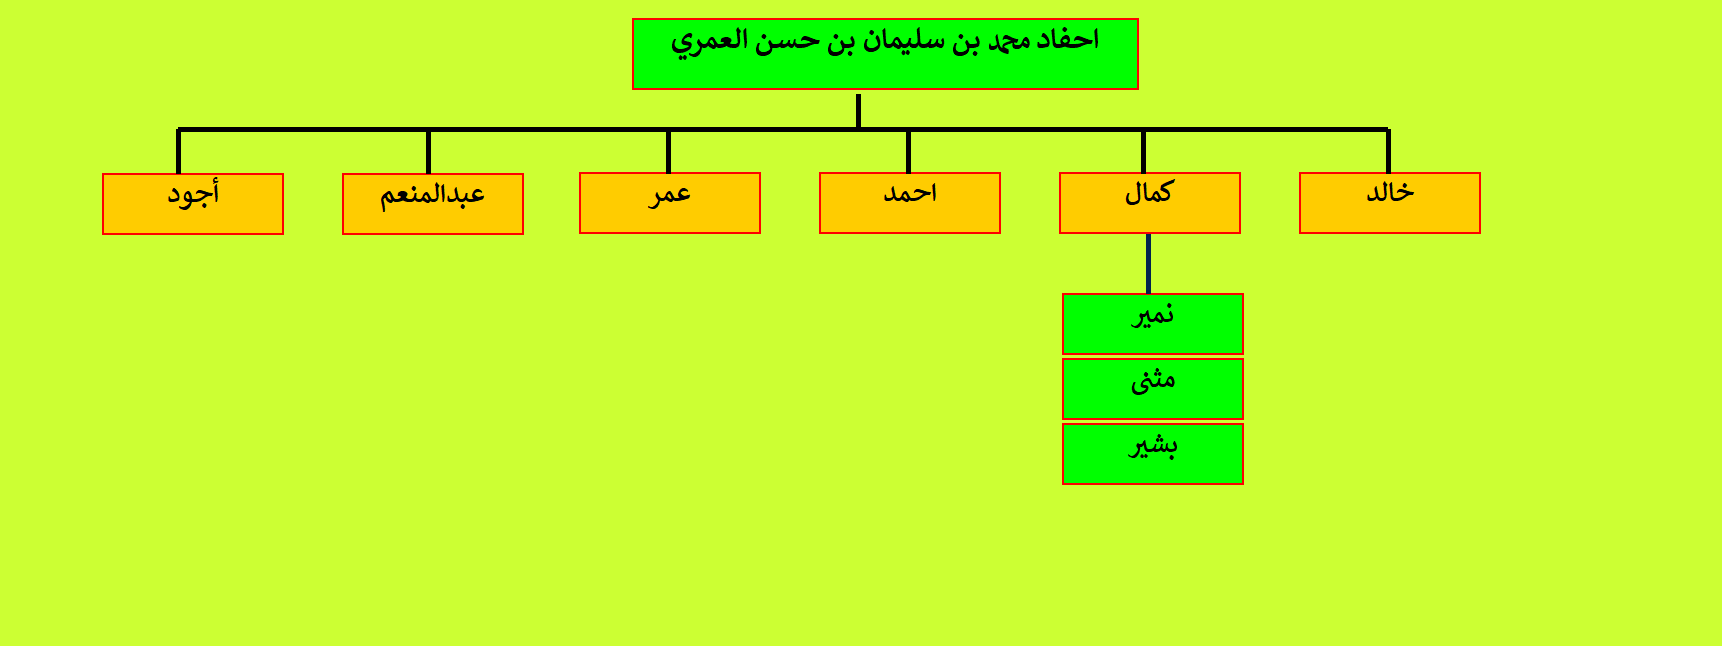 احفاد محمد بن سليمان بن حسن العمري
خالد
كمال
احمد
عمر
عبدالمنعم
أجود
نمير
مثنى
بشير